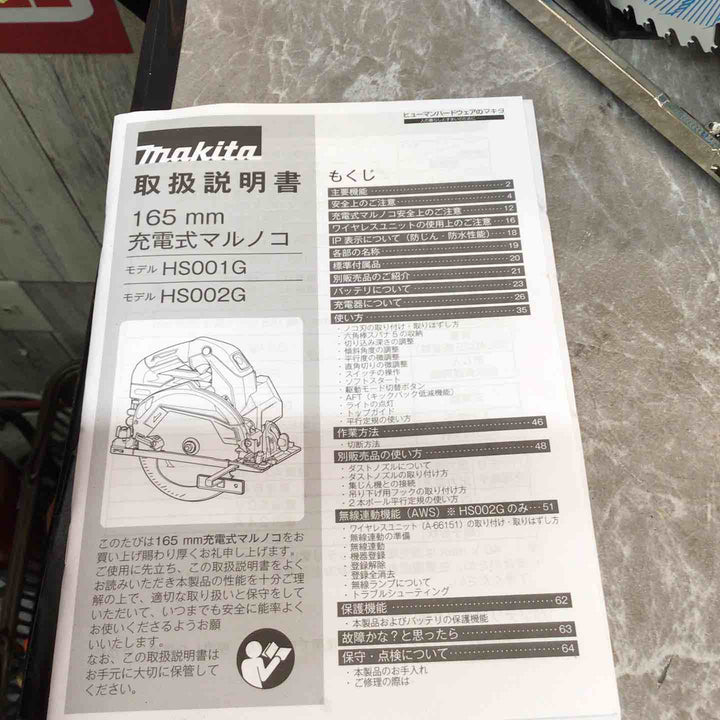 makita
取扱説明書
165 mm
充電式マルノコ
モデル HS001G
モデル HS002G
このたびは165 mm充電式マルノコをお
買い上げ賜わり厚くお礼申し上げます。
ご使用に先立ち、この取扱説明書をよく
お読みいただき本製品の性能を十分ご理
解の上で、適切な取り扱いと保守をして
いただいて、いつまでも安全に能率よく
お使いくださるようお願
いいたします。
なお、この取扱説明書は
お手元に大切に保管して
ください。
ヒューマンハードウェアのマキタ
もくじ
主要機能 2
安全上のご注意 4
充電式マルノコ安全上のご注意 12
ワイヤレスユニットの使用上のご注意 16
IP 表示について（防じん・防水性能） 18
各部の名称 19
標準付属品 20
別販売品のご紹介 21
バッテリについて 23
充電器について 26
使い方 35
・ノコ刃の取り付け・取りはずし方
・六角棒スパナ 5 の収納
・切り込み深さの調整
・傾斜角度の調整
・平行度の微調整
・直角切りの微調整
・スイッチの操作
・ソフトスタート
・駆動モード切替ボタン
・AFT（キックバック低減機能）
・ライトの点灯
・トップガイド
・平行定規の使い方
作業方法 46
・切断方法
別販売品の使い方 48
・ダストノズルについて
・ダストノズルの取り付け方
・集じん機との接続
・吊り下げ用フックの取り付け方
・2 本ポール平行定規の使い方
無線連動機能（AWS）※ HS002G のみ 51
・ワイヤレスユニット（A-66151）の取り付け・取りはずし方
・無線連動の準備
・無線連動
・機器登録
・登録解除
・登録全消去
・無線ランプについて
・トラブルシューティング
保護機能 62
・本製品およびバッテリの保護機能
故障かな？と思ったら 63
保守・点検について 64
・本製品のお手入れ
・ご修理の際は